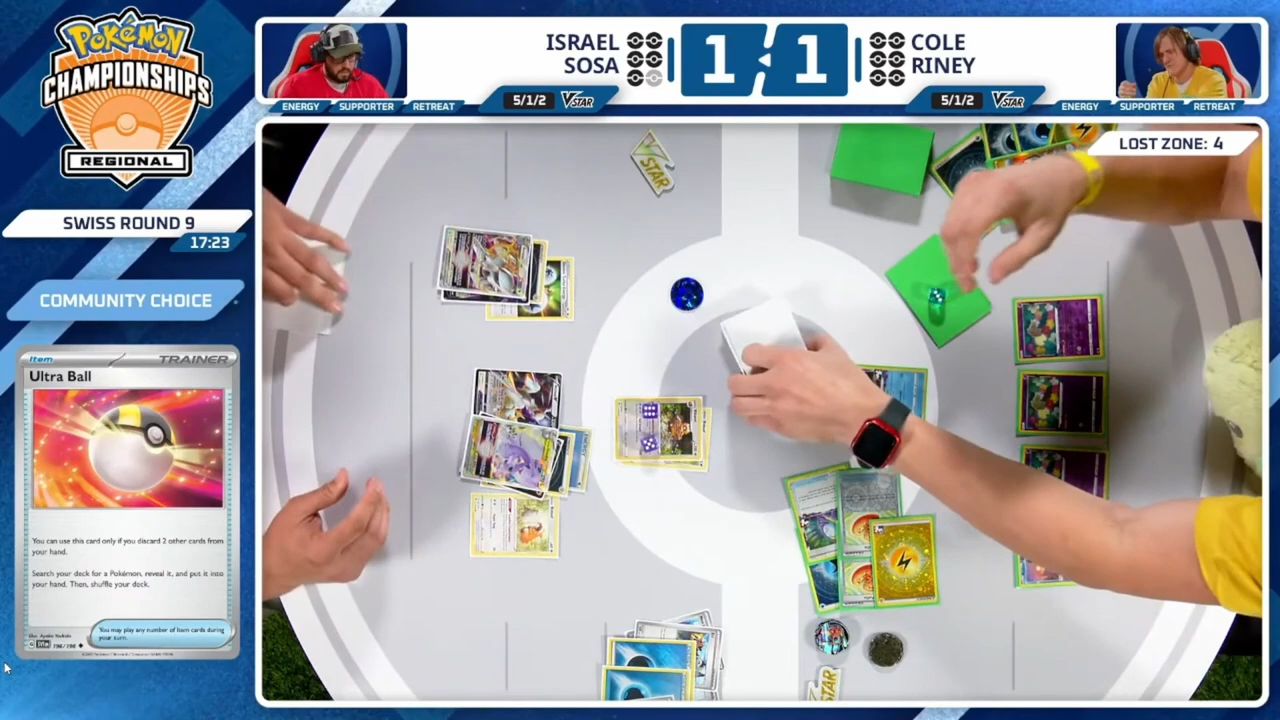 Pokémon
CHAMPIONSHIPS
REGIONAL
SWISS ROUND 9
17:23
COMMUNITY CHOICE
Item
TRAINER
Ultra Ball
You can use this card only if you discard 2 other cards from
your hand.
Search your deck for a Pokémon, reveal it, and put it into
your hand. Then, shuffle your deck.
You may play any number of Item cards during
your turn.
196/198
ISRAEL
SOSA
1
1
COLE
RINEY
ENERGY
SUPPORTER
RETREAT
5/1/2
VSTAR
5/1/2
VSTAR
ENERGY
SUPPORTER
RETREAT
LOST ZONE: 4
VSTAR
STAR